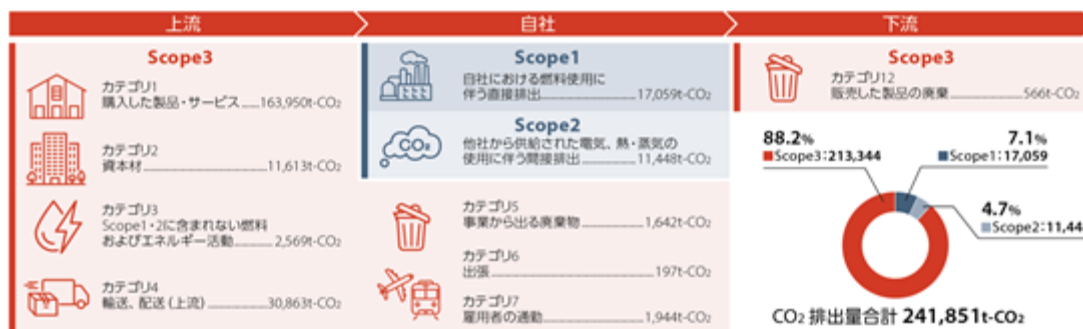 上流
自社
下流
Scope3
カテゴリ1
購入した製品・サービス......163,950t-CO₂
カテゴリ2
資本材......11,613t-CO₂
カテゴリ3
Scope1・2に含まれない燃料
およびエネルギー活動......2,569t-CO₂
カテゴリ4
輸送、配送（上流）......30,863t-CO₂
Scope1
自社における燃料使用に
伴う直接排出......17,059t-CO₂
CO₂
Scope2
他社から供給された電気、熱・蒸気の
使用に伴う間接排出......11,448t-CO₂
カテゴリ5
事業から出る廃棄物......1,642t-CO₂
カテゴリ6
出張......197t-CO₂
カテゴリ7
雇用者の通勤......1,944t-CO₂
Scope3
カテゴリ12
販売した製品の廃棄......566t-CO₂
88.2%
Scope3：213,344
7.1%
Scope1：17,059
4.7%
Scope2：11,44
CO₂ 排出量合計 241,851t-CO₂